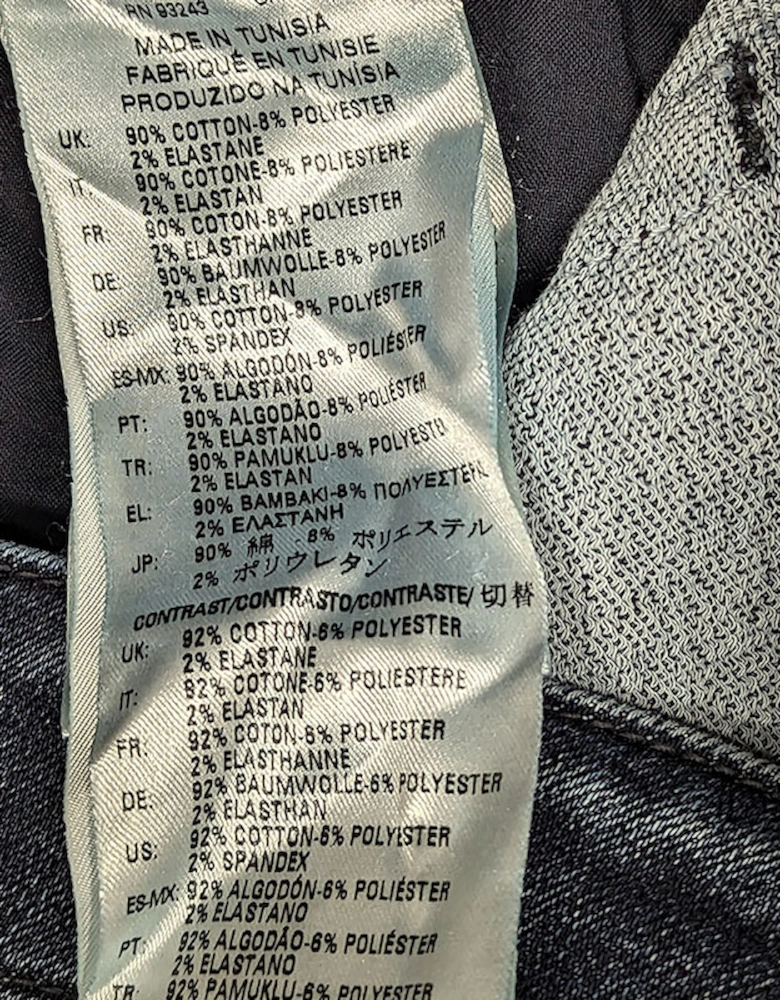 RN 93243
MADE IN TUNISIA
FABRIQUÉ EN TUNISIE
PRODUZIDO NA TUNÍSIA
UK: 90% COTTON-8% POLYESTER
2% ELASTANE
IT: 90% COTONE-8% POLIESTERE
2% ELASTAN
FR: 90% COTON-8% POLYESTER
2% ELASTHANNE
DE: 90% BAUMWOLLE-8% POLYESTER
2% ELASTHAN
US: 90% COTTON-8% POLYESTER
2% SPANDEX
ES-MX: 90% ALGODÓN-8% POLIÉSTER
2% ELASTANO
PT: 90% ALGODÃO-8% POLIÉSTER
2% ELASTANO
TR: 90% PAMUKLU-8% POLYESTU
2% ELASTAN
EL: 90% BAMBAKI-8% ΠΟΛΥΕΣΤΕΡΑ
2% ΕΛΑΣΤΑΝΗ
JP: 90% 綿 - 8% ポリエステル
2% ポリウレタン
CONTRAST/CONTRASTO/CONTRASTE/ 切替
UK: 92% COTTON-6% POLYESTER
2% ELASTANE
IT: 92% COTONE-6% POLIESTERE
2% ELASTAN
FR: 92% COTON-6% POLYESTER
2% ELASTHANNE
DE: 92% BAUMWOLLE-6% POLYESTER
2% ELASTHAN
US: 92% COTTON-6% POLYESTER
2% SPANDEX
ES-MX: 92% ALGODÓN-6% POLIÉSTER
2% ELASTANO
PT: 92% ALGODÃO-6% POLIÉSTER
2% ELASTANO
TR: 92% PAMUKLU-6% POLYESTER